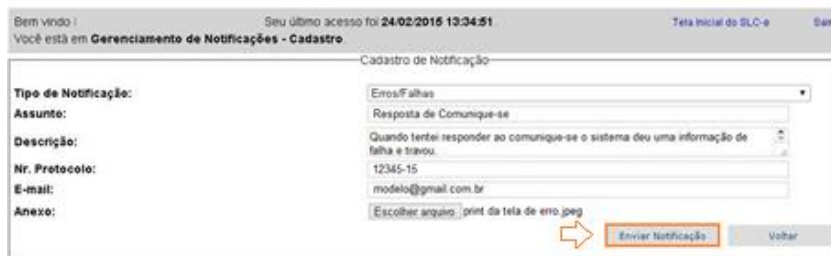 Bem vindo : Seu último acesso foi 24/02/2015 13:34:51. Tela Inicial do SLC-e Sair
Você está em Gerenciamento de Notificações - Cadastro.
Cadastro de Notificação
Tipo de Notificação: Erros/Falhas
Assunto: Resposta de Comunique-se
Descrição: Quando tentei responder ao comunique-se o sistema deu uma informação de
falha e travou.
Nr. Protocolo: 12345-15
E-mail: modelo@gmail.com.br
Anexo: Escolher arquivo print da tela de erro.jpeg
Enviar Notificação Voltar